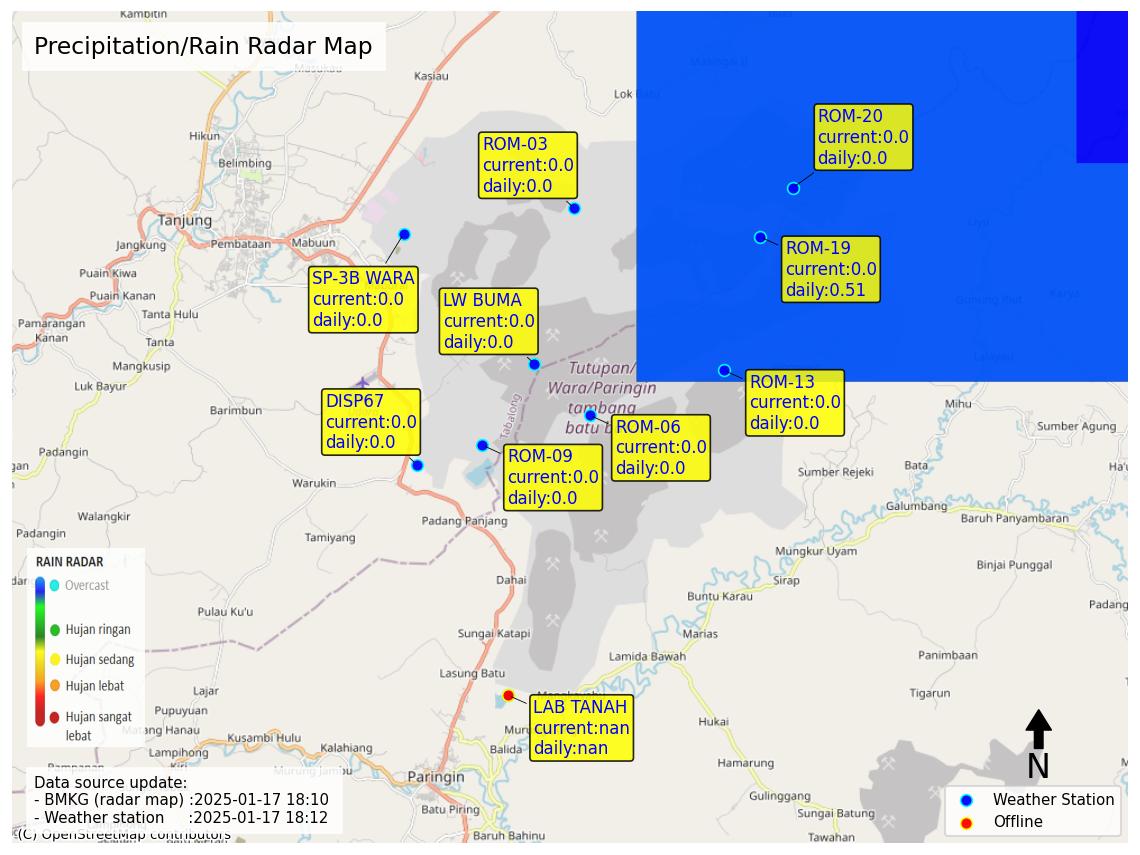 Kambitin
Precipitation/Rain Radar Map
Masukau
Kasiau
Makingkai
Lok Batu
ROM-20
current:0.0
daily:0.0
ROM-03
current:0.0
daily:0.0
Hikun
Belimbing
Tanjung
Jangkung
Pembataan
Mabuun
Liyu
ROM-19
current:0.0
daily:0.51
Puain Kiwa
Puain Kanan
SP-3B WARA
current:0.0
daily:0.0
LW BUMA
current:0.0
daily:0.0
Gunung Riut
Karya
Tanta Hulu
Pamarangan
Kanan
Tanta
Mangkusip
Lalayau
Luk Bayur
Tutupan/
Wara/Paringin
tambang
batu b
ROM-13
current:0.0
daily:0.0
DISP67
current:0.0
daily:0.0
Tabalong
Barimbun
Mihu
ROM-06
current:0.0
daily:0.0
Sumber Agung
Padangin
ROM-09
current:0.0
daily:0.0
Warukin
Sumber Rejeki
Bata
Galumbang
Walangkir
Padangin
Padang Panjang
Baruh Panyambaran
Tamiyang
Mungkur Uyam
Binjai Punggal
RAIN RADAR
Overcast
Hujan ringan
Hujan sedang
Hujan lebat
Hujan sangat
lebat
Dahai
Sirap
Buntu Karau
Padang
Pulau Ku'u
Sungai Katapi
Marias
Lamida Bawah
Panimbaan
Lasung Batu
Lajar
Tigarun
Pupuyuan
LAB TANAH
current:nan
daily:nan
Matang Hanau
Hukai
Kusambi Hulu
Kalahiang
Balida
Lampihong
Hamarung
N
Murung Jambu
Paringin
Data source update:
- BMKG (radar map) :2025-01-17 18:10
- Weather station :2025-01-17 18:12
Gulinggang
Weather Station
Offline
Batu Piring
Sungai Batung
Baruh Bahinu
Tawahan
(C) OpenStreetMap contributors